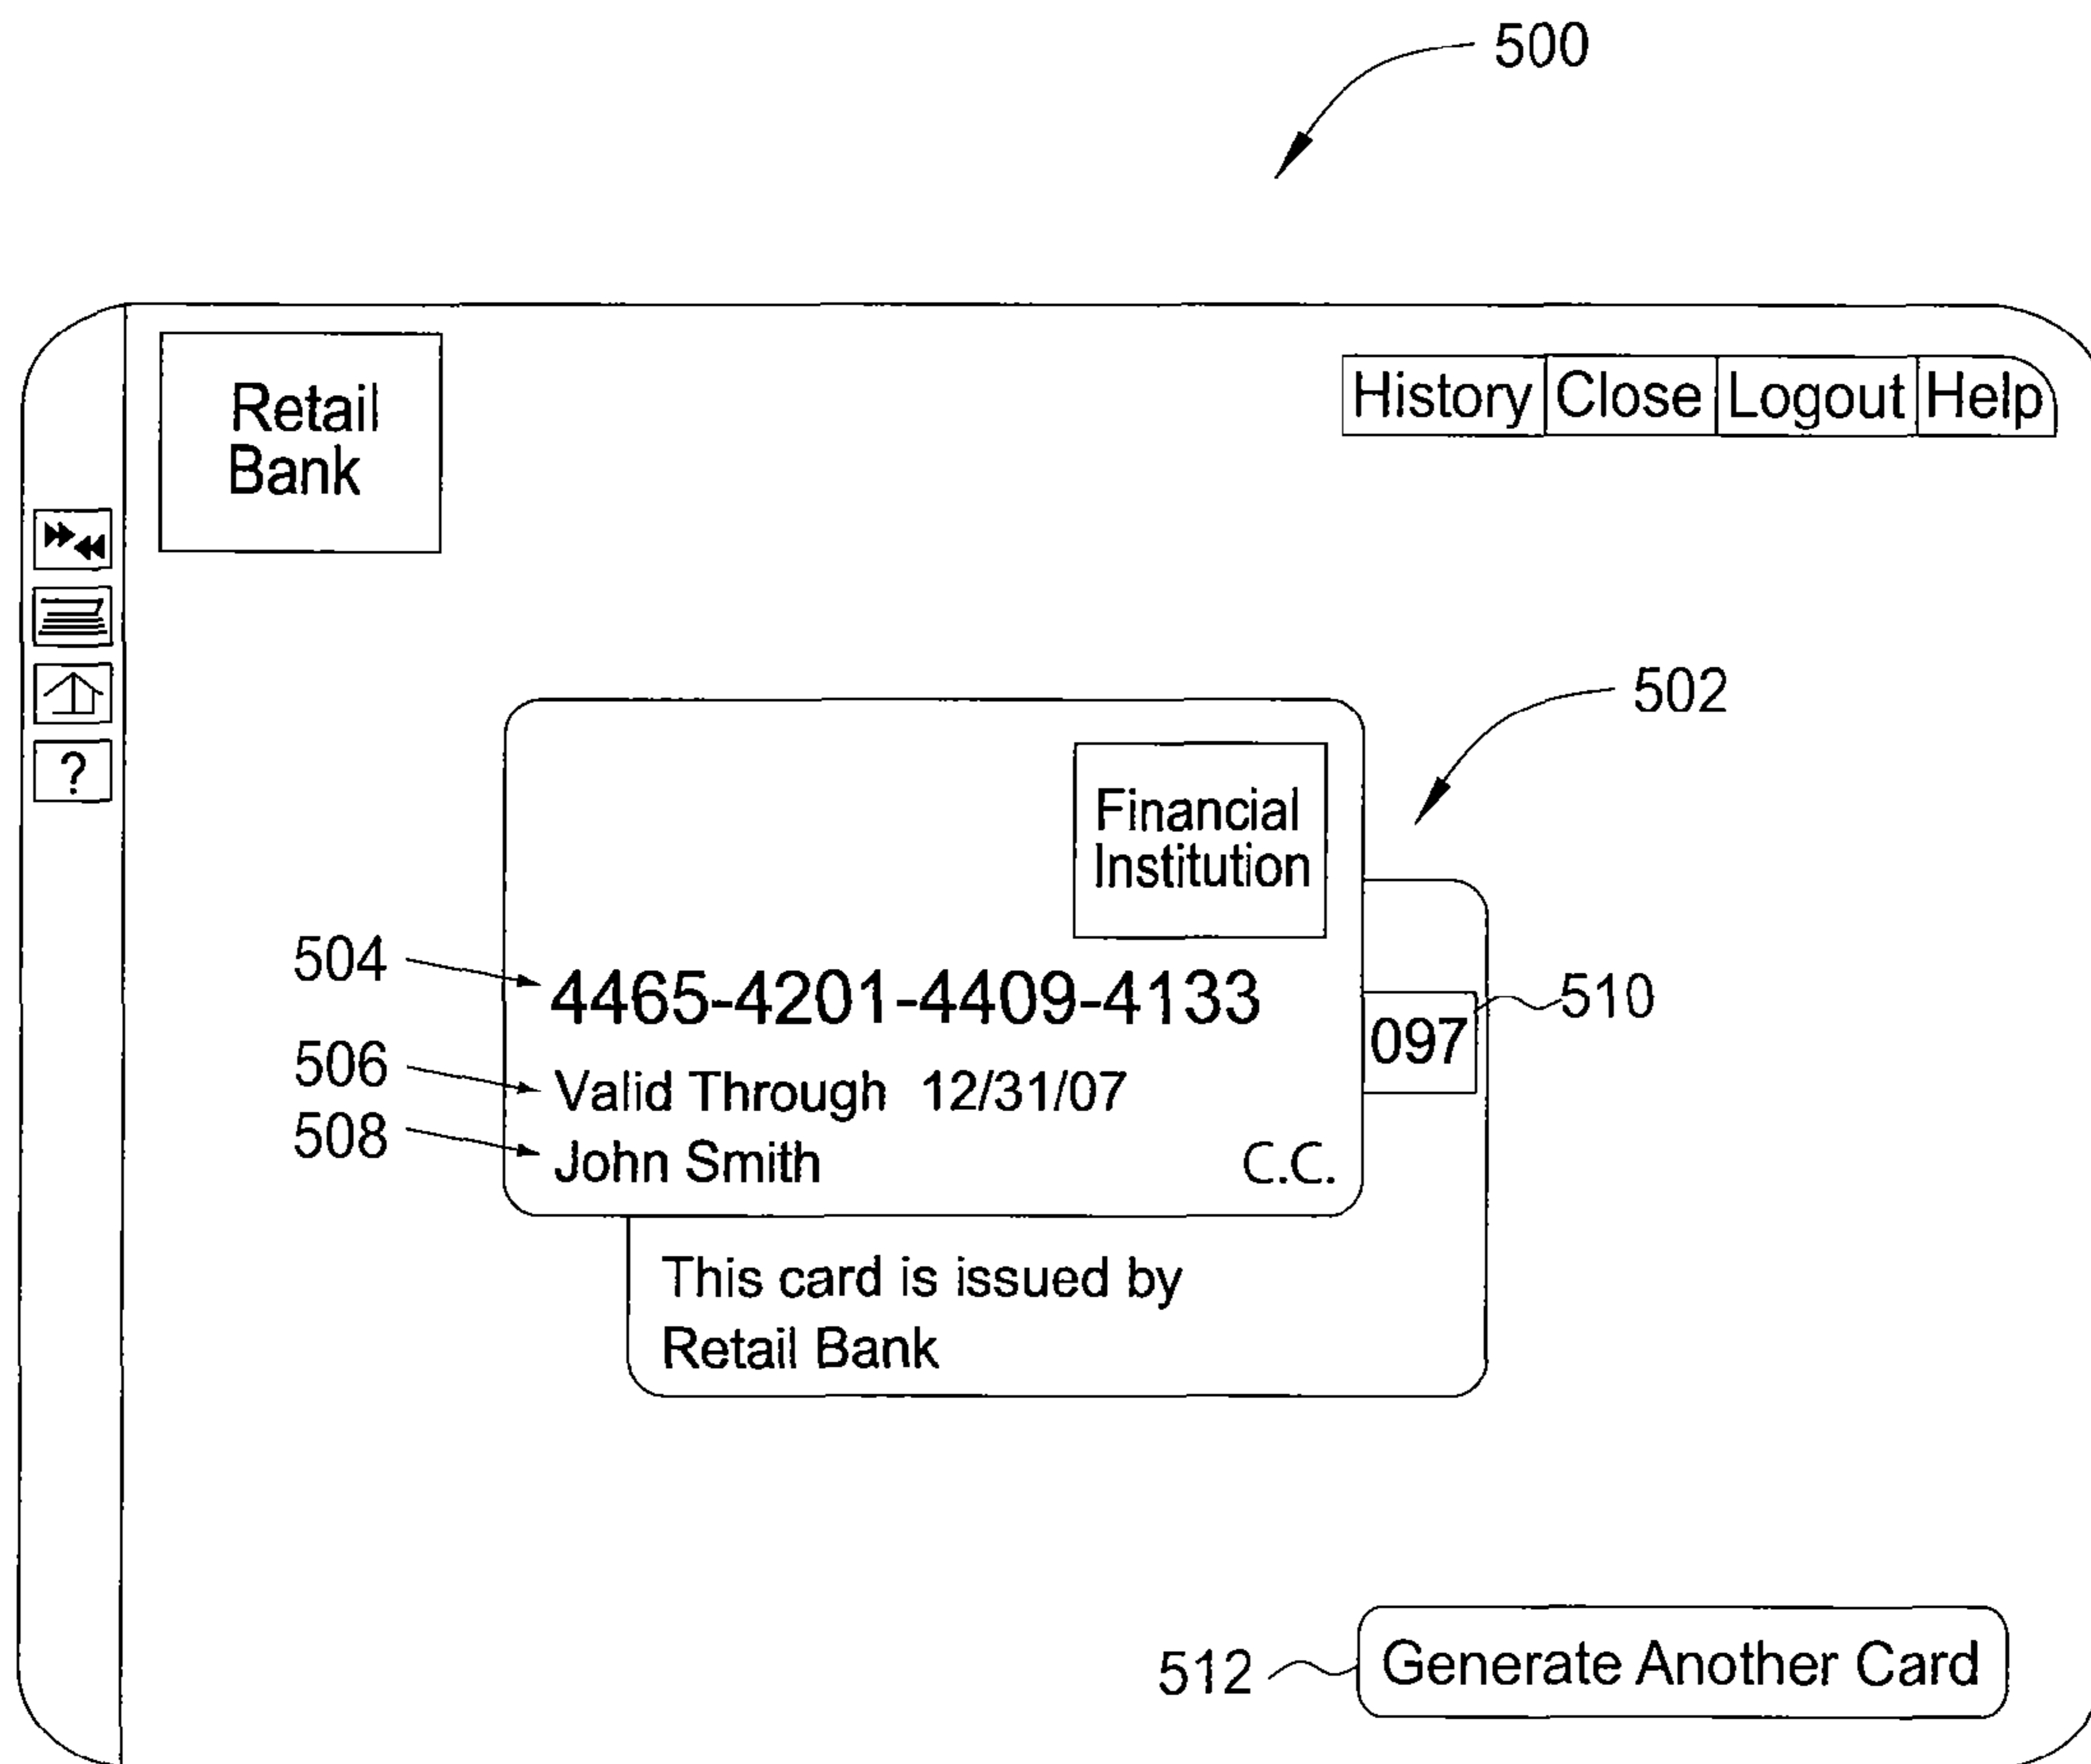 500
Retail
Bank
History Close Logout Help
?
502
Financial
Institution
504
4465-4201-4409-4133
510
097
506
Valid Through 12/31/07
508
John Smith
C.C.
This card is issued by
Retail Bank
512
Generate Another Card